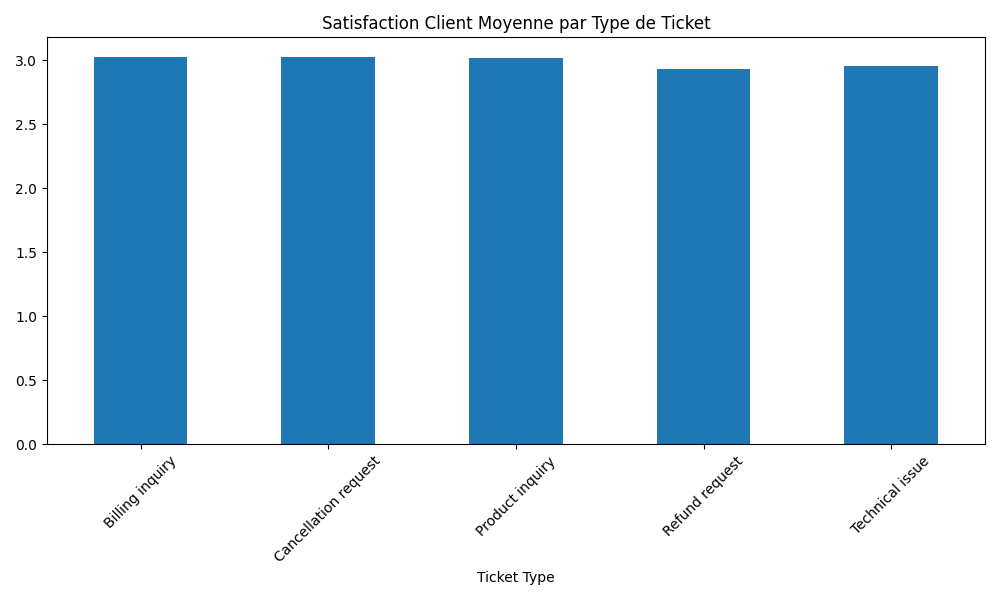 Satisfaction Client Moyenne par Type de Ticket
3.0
2.5
2.0
1.5
1.0
0.5
0.0
Billing inquiry
Cancellation request
Product inquiry
Refund request
Technical issue
Ticket Type